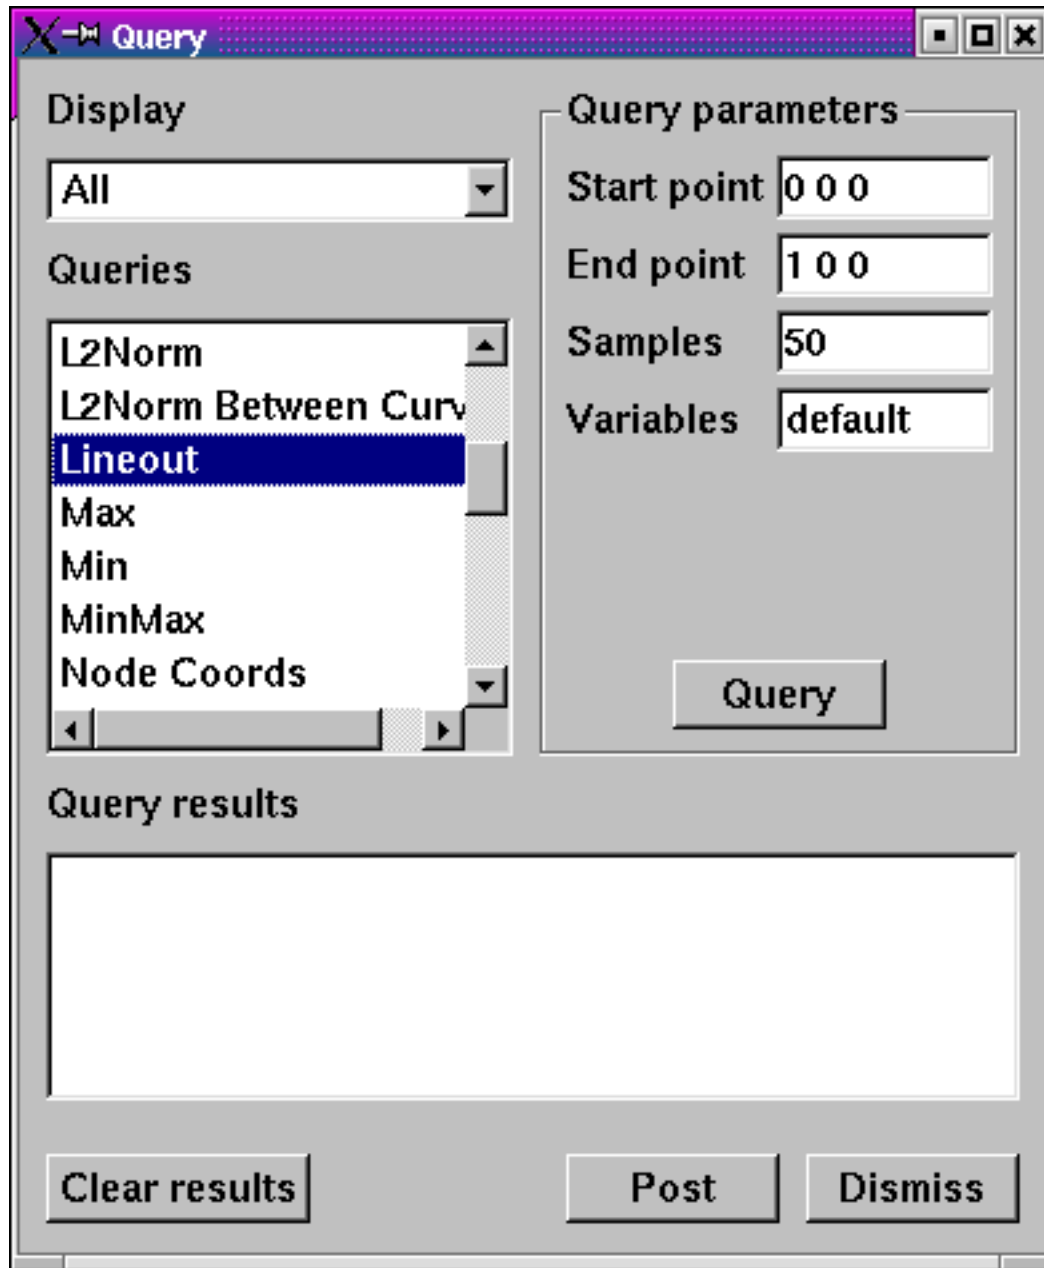 Query
Display
All
Queries
L2Norm
L2Norm Between Curv
Lineout
Max
Min
MinMax
Node Coords
Query parameters
Start point 0 0 0
End point 1 0 0
Samples 50
Variables default
Query
Query results
Clear results Post Dismiss